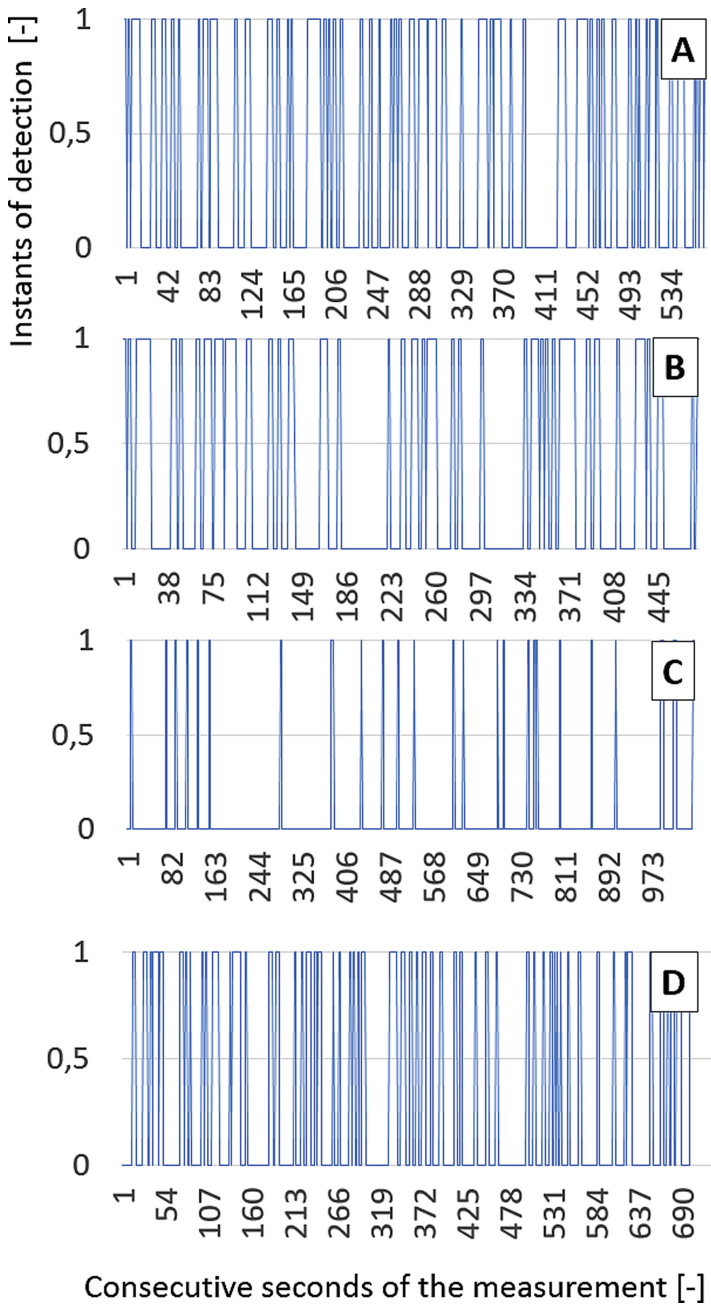 Instants of detection [-]
1
0,5
0
A
1 42 83 124 165 206 247 288 329 370 411 452 493 534
1
0,5
0
B
1 38 75 112 149 186 223 260 297 334 371 408 445
1
0,5
0
C
1 82 163 244 325 406 487 568 649 730 811 892 973
1
0,5
0
D
1 54 107 160 213 266 319 372 425 478 531 584 637 690
Consecutive seconds of the measurement [-]